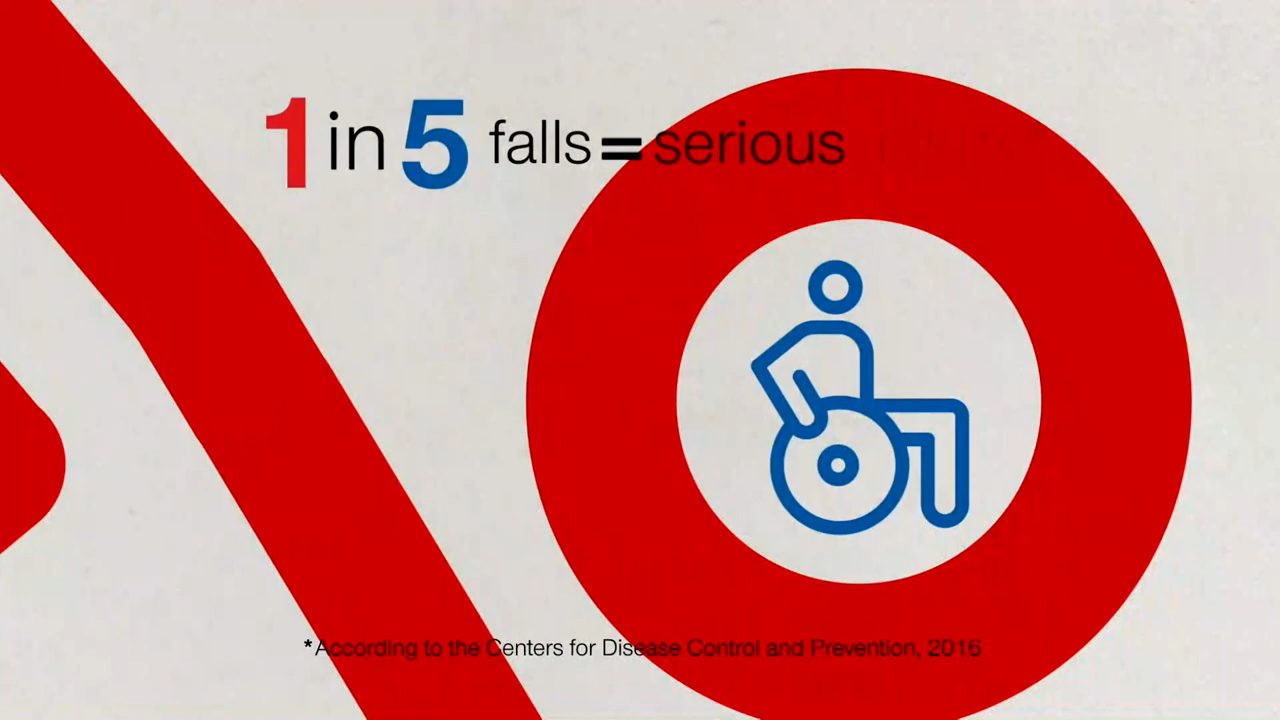 1 in 5 falls = serious
*According to the Centers for Disease Control and Prevention, 2016